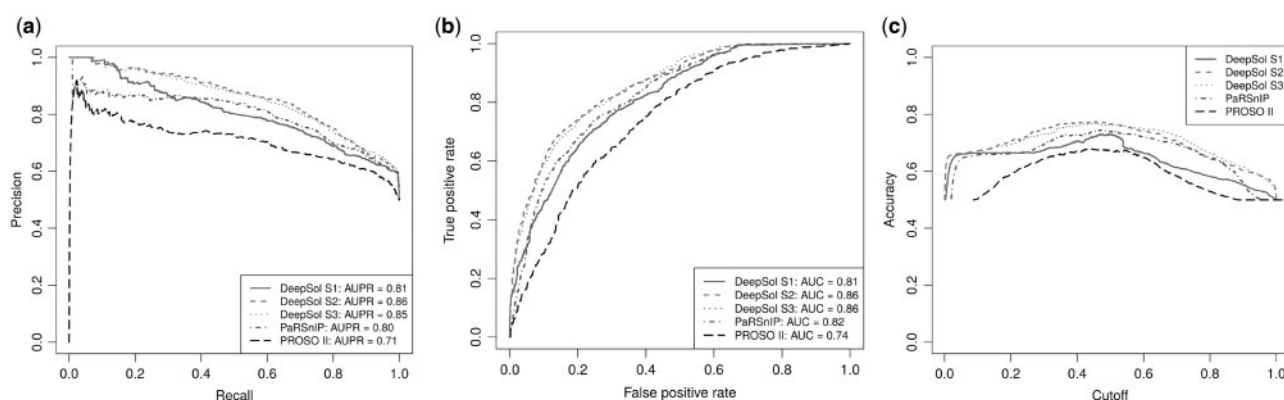 (a)
1.0
0.8
0.6
0.4
0.2
0.0
Precision
DeepSol S1: AUPR = 0.81
DeepSol S2: AUPR = 0.86
DeepSol S3: AUPR = 0.85
PaRSnIP: AUPR = 0.80
PROSO II: AUPR = 0.71
0.0 0.2 0.4 0.6 0.8 1.0
Recall
(b)
1.0
0.8
0.6
0.4
0.2
0.0
True positive rate
DeepSol S1: AUC = 0.81
DeepSol S2: AUC = 0.86
DeepSol S3: AUC = 0.86
PaRSnIP: AUC = 0.82
PROSO II: AUC = 0.74
0.0 0.2 0.4 0.6 0.8 1.0
False positive rate
(c)
1.0
0.8
0.6
0.4
0.2
0.0
Accuracy
DeepSol S1
DeepSol S2
DeepSol S3
PaRSnIP
PROSO II
0.0 0.2 0.4 0.6 0.8 1.0
Cutoff